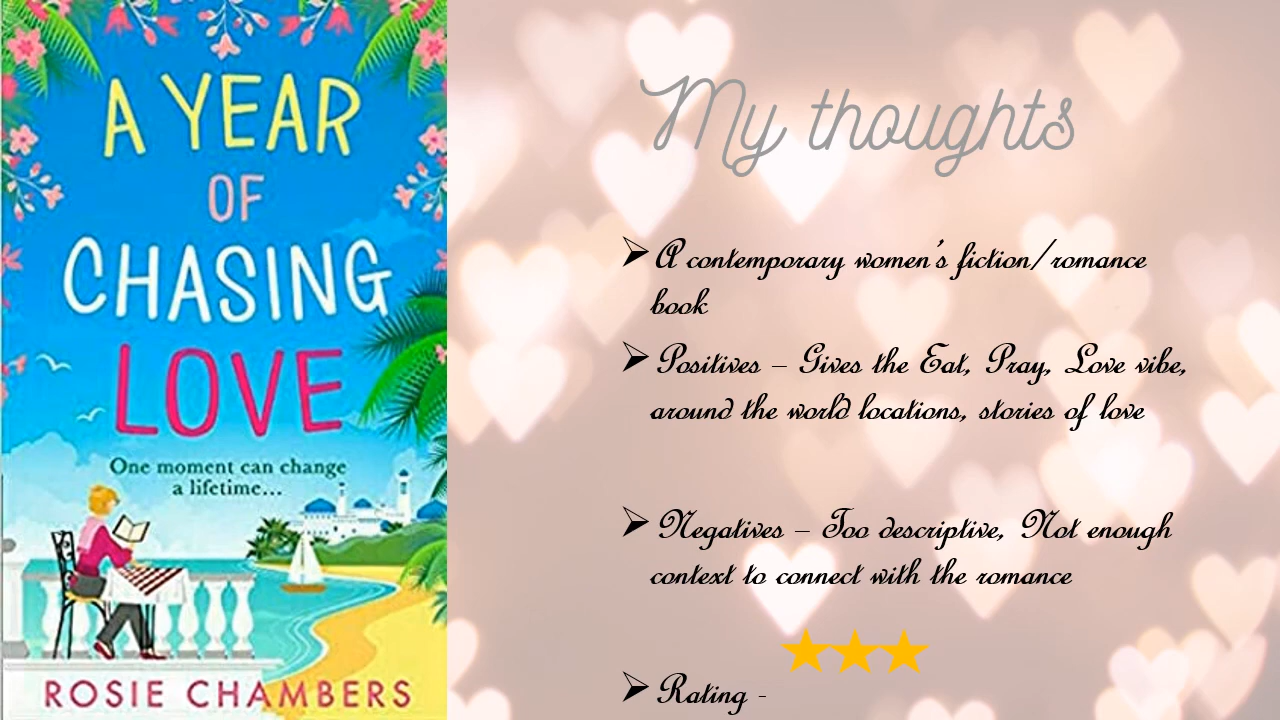 A YEAR
OF
CHASING
LOVE
One moment can change
a lifetime...
ROSIE CHAMBERS
My thoughts
➢ A contemporary women's fiction/romance
book
➢ Positives – Gives the Eat, Pray, Love vibe,
around the world locations, stories of love
➢ Negatives – Too descriptive, Not enough
context to connect with the romance
➢ Rating -